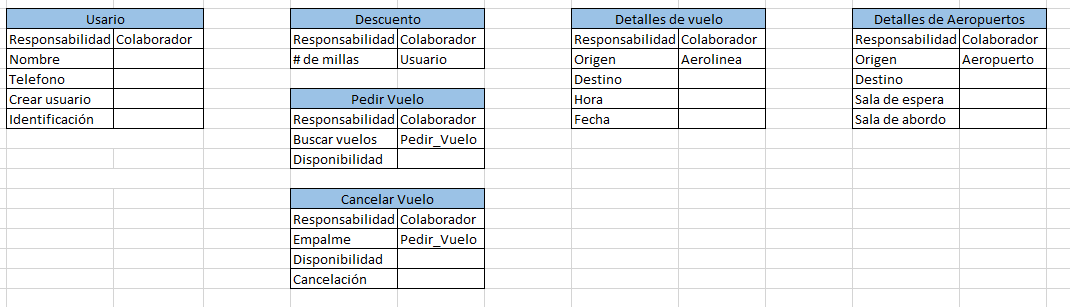 Usario
Responsabilidad Colaborador
Nombre
Telefono
Crear usuario
Identificación
Descuento
Responsabilidad Colaborador
# de millas Usuario
Pedir Vuelo
Responsabilidad Colaborador
Buscar vuelos Pedir_Vuelo
Disponibilidad
Cancelar Vuelo
Responsabilidad Colaborador
Empalme Pedir_Vuelo
Disponibilidad
Cancelación
Detalles de vuelo
Responsabilidad Colaborador
Origen Aerolinea
Destino
Hora
Fecha
Detalles de Aeropuertos
Responsabilidad Colaborador
Origen Aeropuerto
Destino
Sala de espera
Sala de abordo